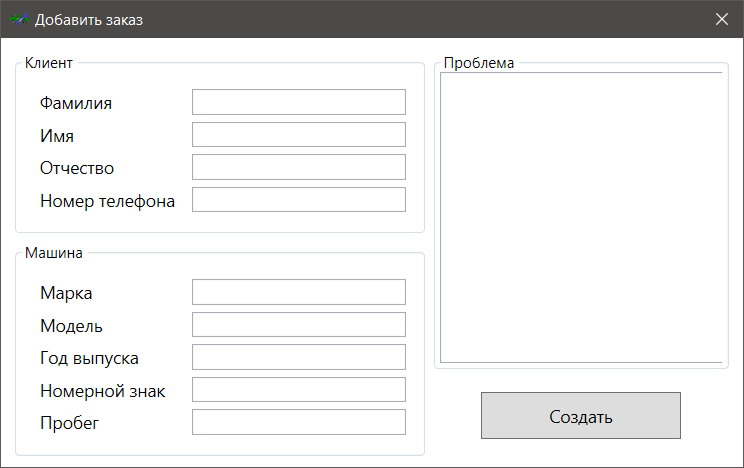 Добавить заказ
Клиент
Фамилия
Имя
Отчество
Номер телефона
Машина
Марка
Модель
Год выпуска
Номерной знак
Пробег
Проблема
Создать